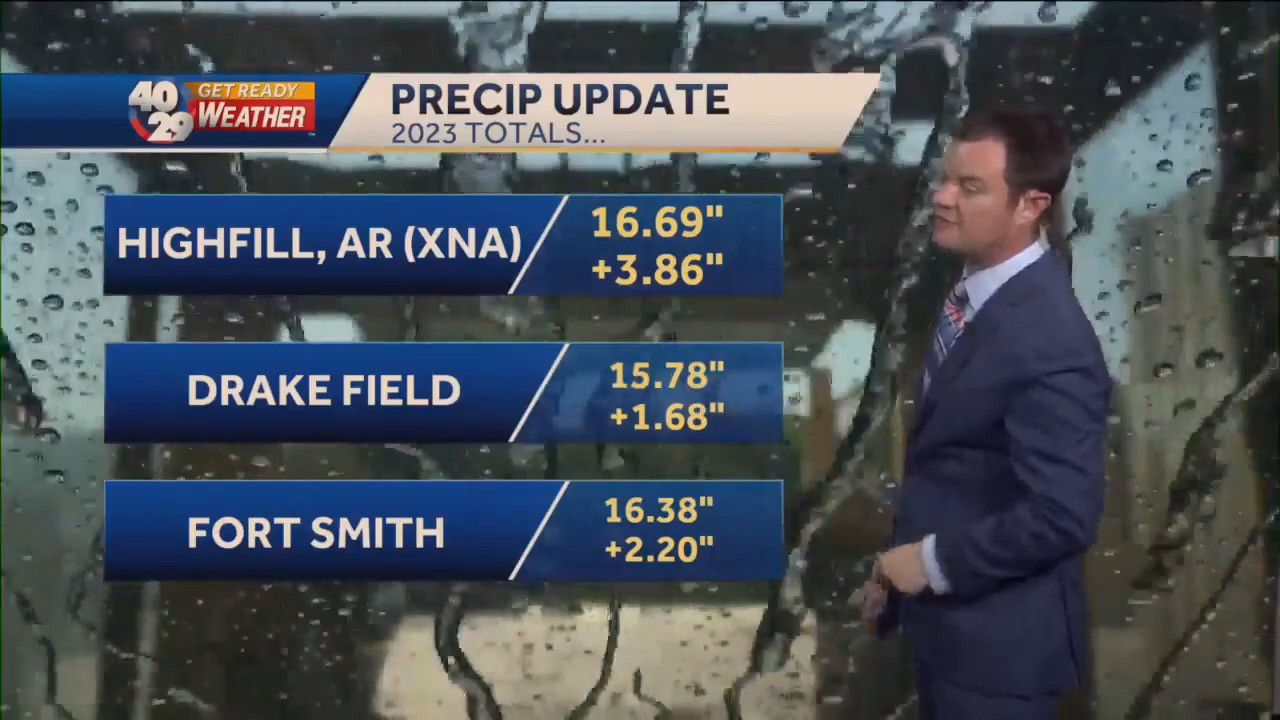 40
29
GET READY
WEATHER
PRECIP UPDATE
2023 TOTALS...
HIGHFILL, AR (XNA)
16.69"
+3.86"
DRAKE FIELD
15.78"
+1.68"
FORT SMITH
16.38"
+2.20"